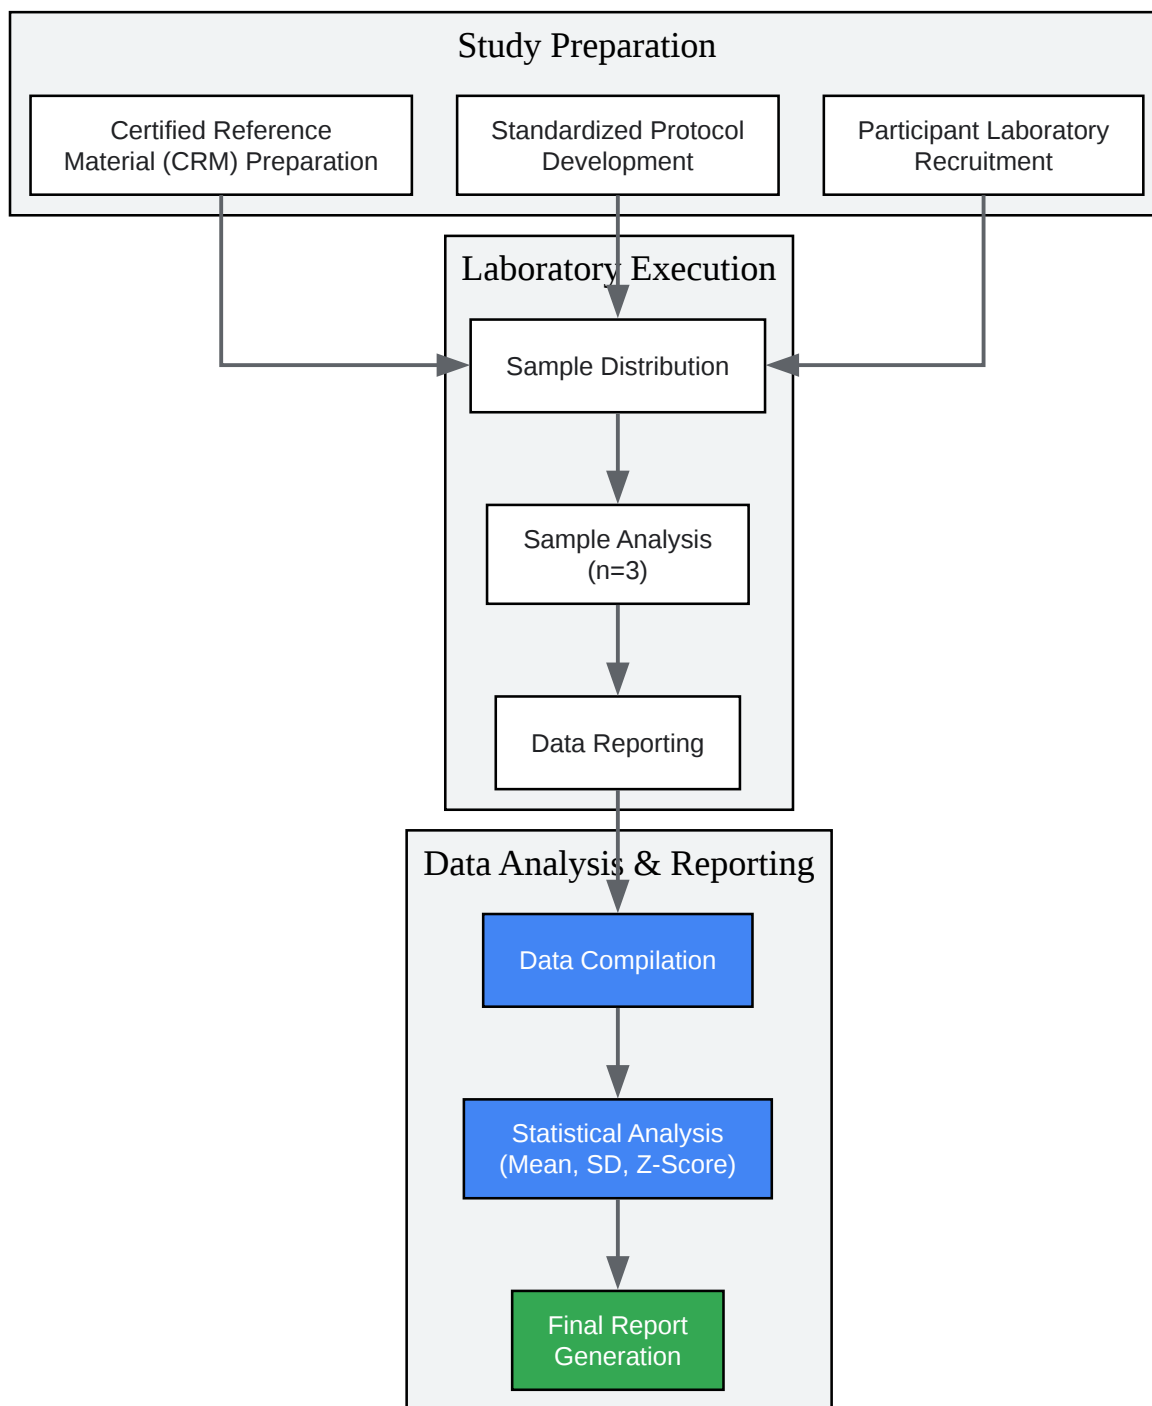 Study Preparation
Certified Reference
Material (CRM) Preparation
Standardized Protocol
Development
Participant Laboratory
Recruitment
Laboratory Execution
Sample Distribution
Sample Analysis
(n=3)
Data Reporting
Data Analysis & Reporting
Data Compilation
Statistical Analysis
(Mean, SD, Z-Score)
Final Report
Generation